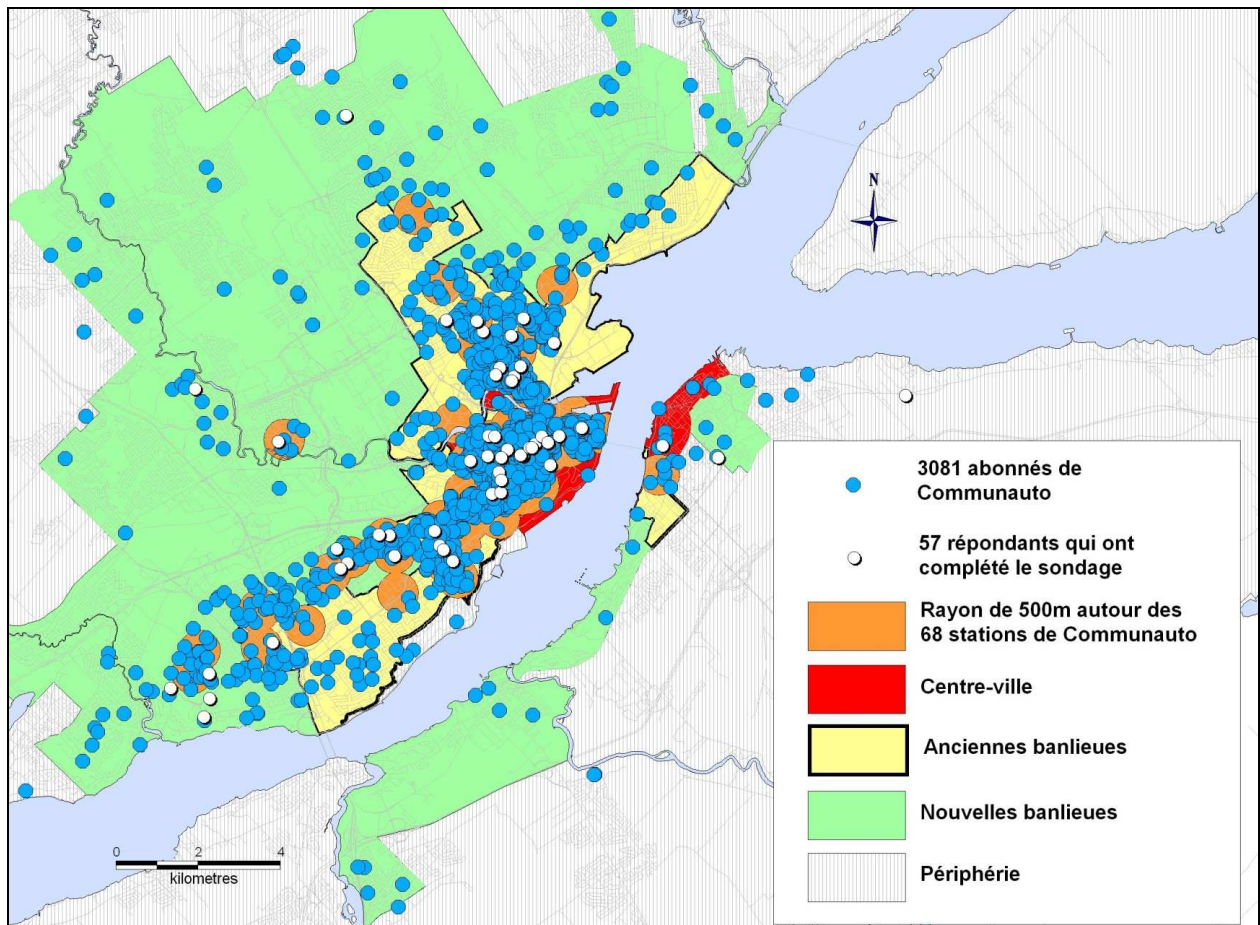 N
3081 abonnés de
Communauto
57 répondants qui ont
complété le sondage
Rayon de 500m autour des
68 stations de Communauto
Centre-ville
Anciennes banlieues
Nouvelles banlieues
Périphérie
0 2 4
kilometres